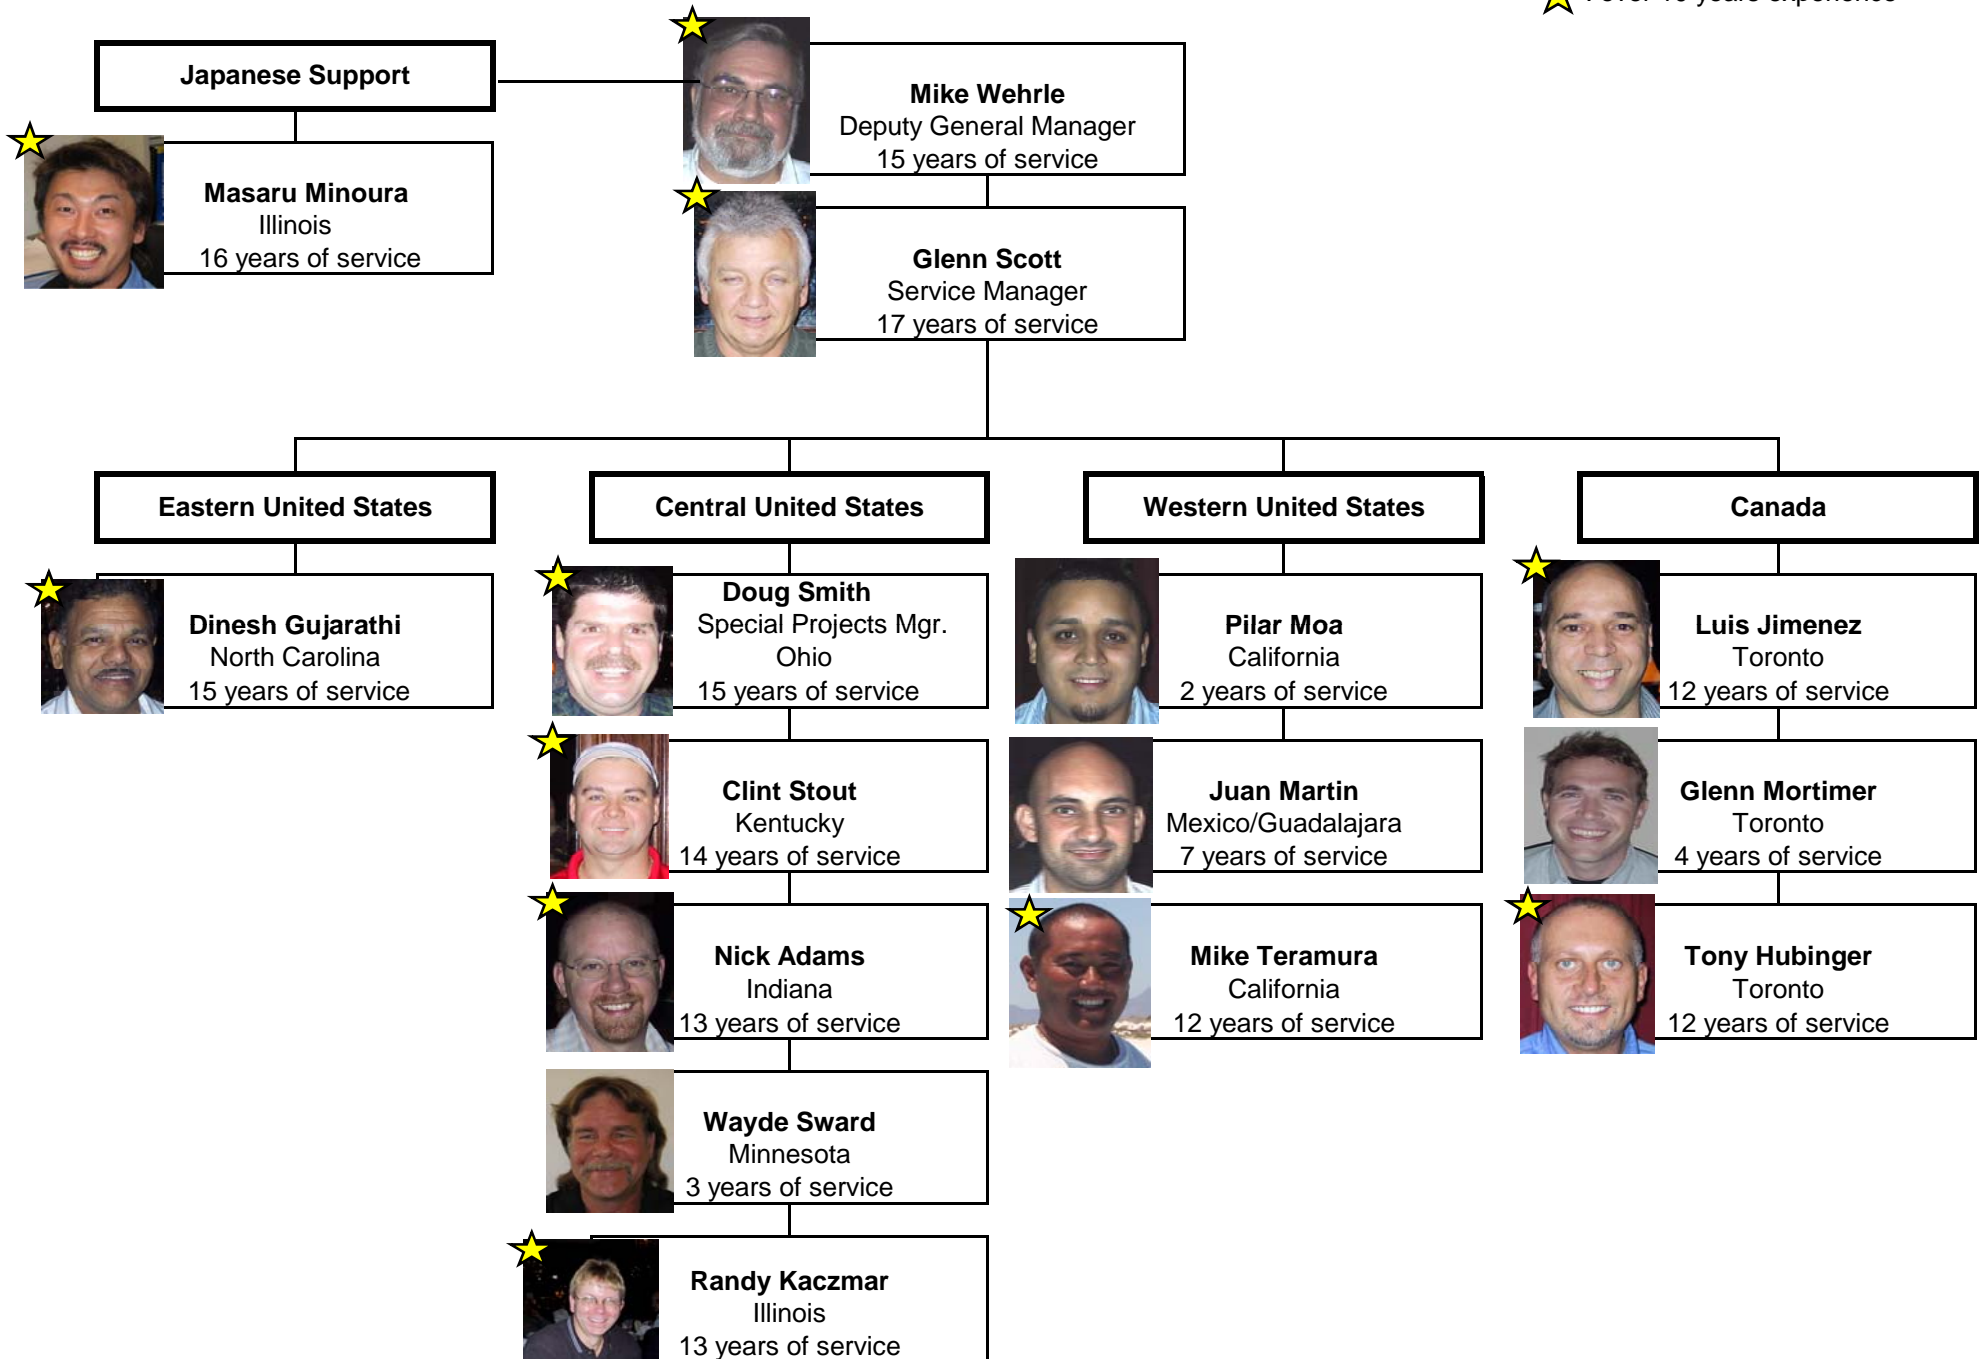 : over 10 years experience
Japanese Support
Mike Wehrle
Deputy General Manager
15 years of service
Masaru Minoura
Illinois
16 years of service
Glenn Scott
Service Manager
17 years of service
Eastern United States
Central United States
Western United States
Canada
Dinesh Gujarathi
North Carolina
15 years of service
Doug Smith
Special Projects Mgr.
Ohio
15 years of service
Clint Stout
Kentucky
14 years of service
Nick Adams
Indiana
13 years of service
Wayde Sward
Minnesota
3 years of service
Randy Kaczmar
Illinois
13 years of service
Pilar Moa
California
2 years of service
Juan Martin
Mexico/Guadalajara
7 years of service
Mike Teramura
California
12 years of service
Luis Jimenez
Toronto
12 years of service
Glenn Mortimer
Toronto
4 years of service
Tony Hubinger
Toronto
12 years of service